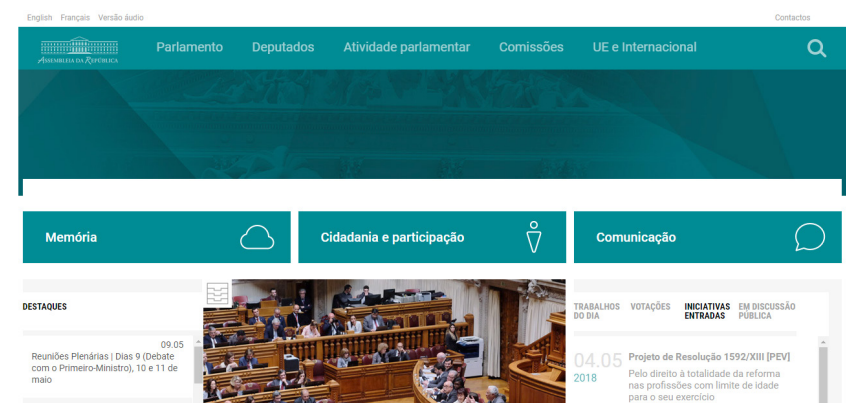 English Français Versão áudio
Contactos
ASSEMBLEIA DA REPÚBLICA
Parlamento Deputados Atividade parlamentar Comissões UE e Internacional
Memória
Cidadania e participação
Comunicação
DESTAQUES
09.05
Reuniões Plenárias | Dias 9 (Debate
com o Primeiro-Ministro), 10 e 11 de
maio
TRABALHOS
DO DIA
VOTAÇÕES
INICIATIVAS
ENTRADAS
EM DISCUSSÃO
PÚBLICA
04.05
2018
Projeto de Resolução 1592/XIII [PEV]
Pelo direito à totalidade da reforma
nas profissões com limite de idade
para o seu exercício